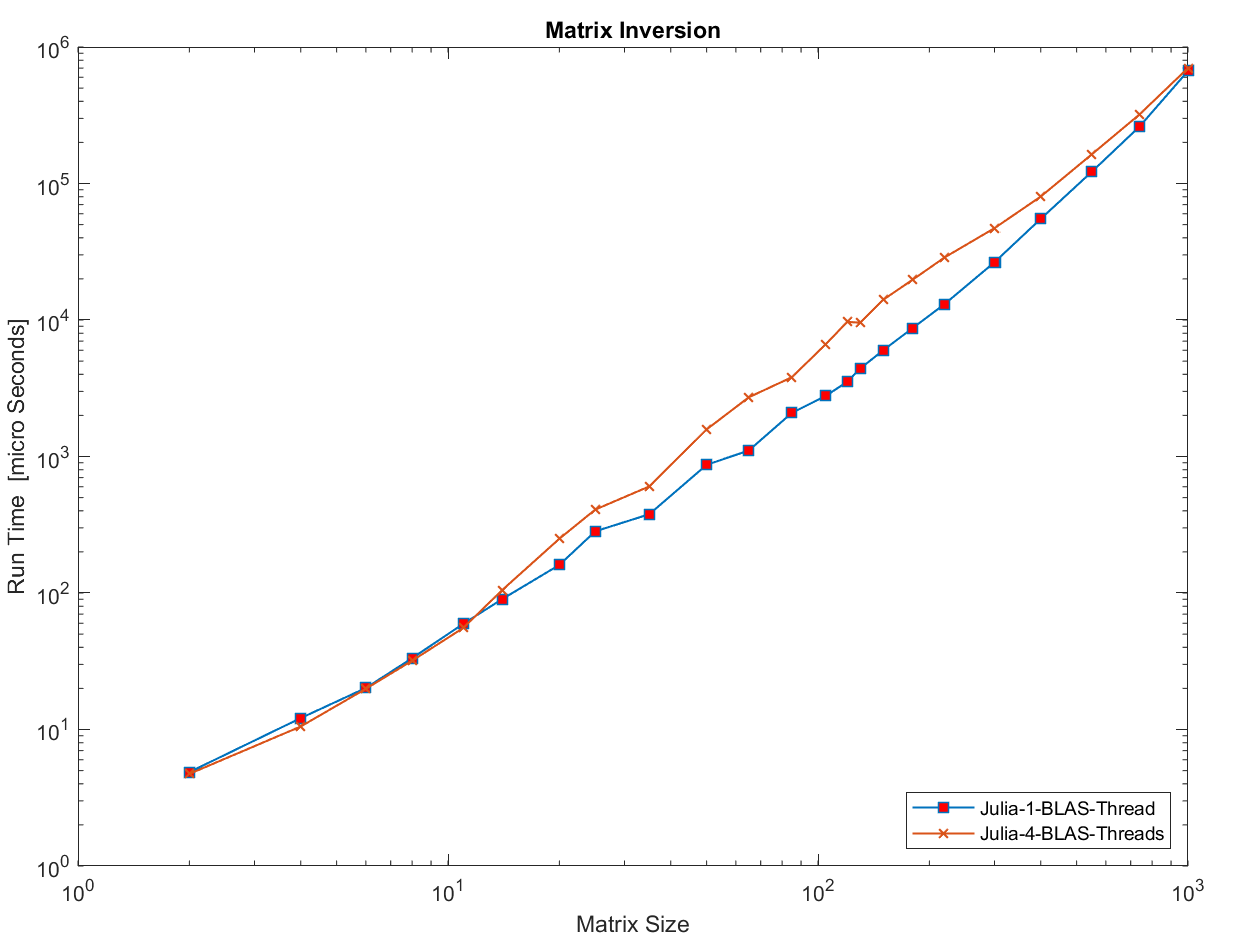 Matrix Inversion
10^6
10^5
10^4
10^3
10^2
10^1
10^0
Run Time [micro Seconds]
10^0 10^1 10^2 10^3
Matrix Size
Julia-1-BLAS-Thread
Julia-4-BLAS-Threads